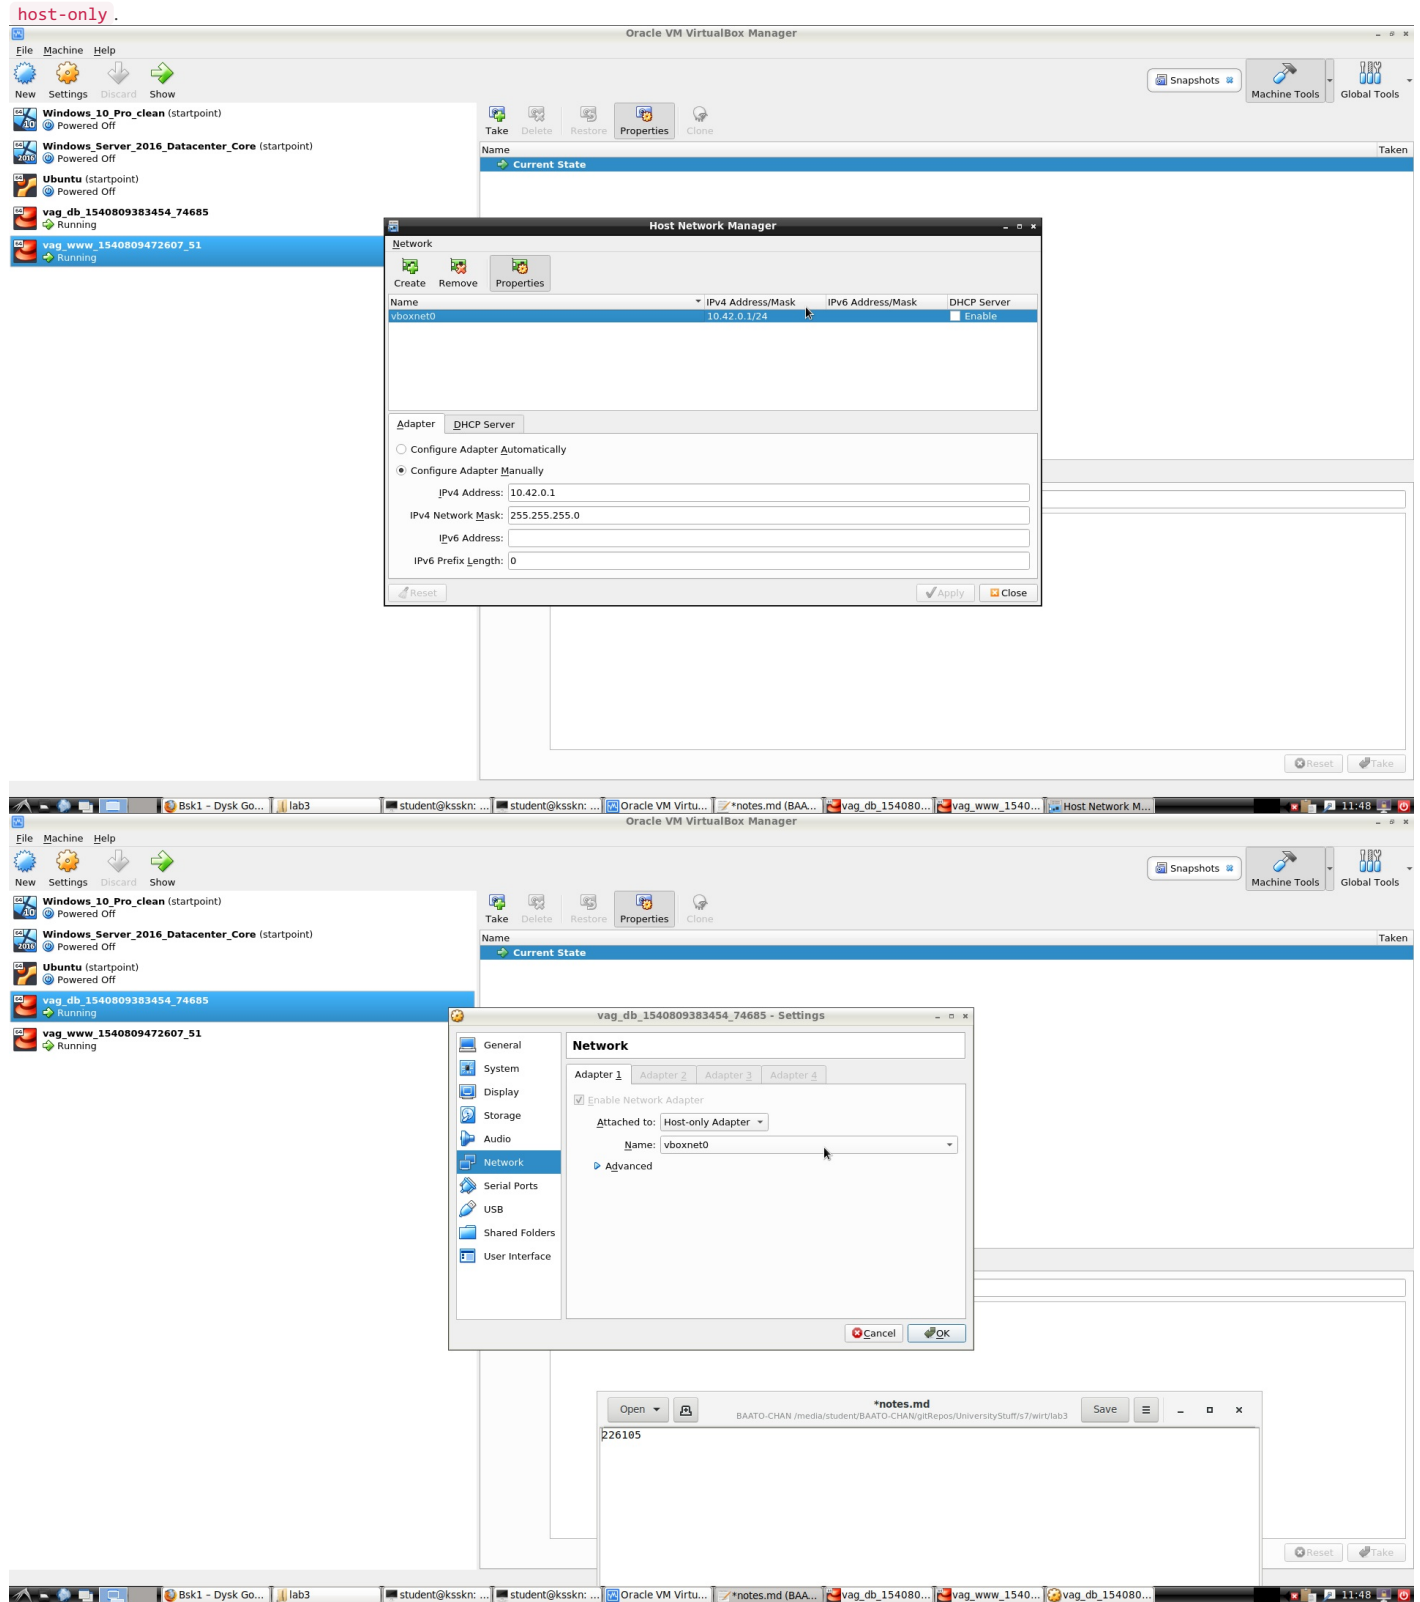 host-only.
Oracle VM VirtualBox Manager
File Machine Help
New Settings Discard Show
Snapshots
Machine Tools
Global Tools
Windows_10_Pro_clean (startpoint)
Powered Off
Windows_Server_2016_Datacenter_Core (startpoint)
Powered Off
Ubuntu (startpoint)
Powered Off
vag_db_1540809383454_74685
Running
vag_www_1540809472607_51
Running
Take Delete Restore Properties Clone
Name Taken
Current State
Host Network Manager
Network
Create Remove Properties
Name IPv4 Address/Mask IPv6 Address/Mask DHCP Server
vboxnet0 10.42.0.1/24 Enable
Adapter DHCP Server
Configure Adapter Automatically
Configure Adapter Manually
IPv4 Address: 10.42.0.1
IPv4 Network Mask: 255.255.255.0
IPv6 Address:
IPv6 Prefix Length: 0
Reset Apply Close
Reset Take
Bsk1 - Dysk Go... lab3 student@ksskn: ... student@ksskn: ... Oracle VM Virtu... *notes.md (BAA... vag_db_154080... vag_www_1540... Host Network M... 11:48
Oracle VM VirtualBox Manager
File Machine Help
New Settings Discard Show
Snapshots
Machine Tools
Global Tools
Windows_10_Pro_clean (startpoint)
Powered Off
Windows_Server_2016_Datacenter_Core (startpoint)
Powered Off
Ubuntu (startpoint)
Powered Off
vag_db_1540809383454_74685
Running
vag_www_1540809472607_51
Running
Take Delete Restore Properties Clone
Name Taken
Current State
vag_db_1540809383454_74685 - Settings
General
System
Display
Storage
Audio
Network
Serial Ports
USB
Shared Folders
User Interface
Network
Adapter 1 Adapter 2 Adapter 3 Adapter 4
Enable Network Adapter
Attached to: Host-only Adapter
Name: vboxnet0
Advanced
Cancel OK
Open *notes.md Save
BAATO-CHAN /media/student/BAATO-CHAN/gitRepos/UniversityStuff/s7/wirt/lab3
226105
Reset Take
Bsk1 - Dysk Go... lab3 student@ksskn: ... student@ksskn: ... Oracle VM Virtu... *notes.md (BAA... vag_db_154080... vag_www_1540... vag_db_154080... 11:48